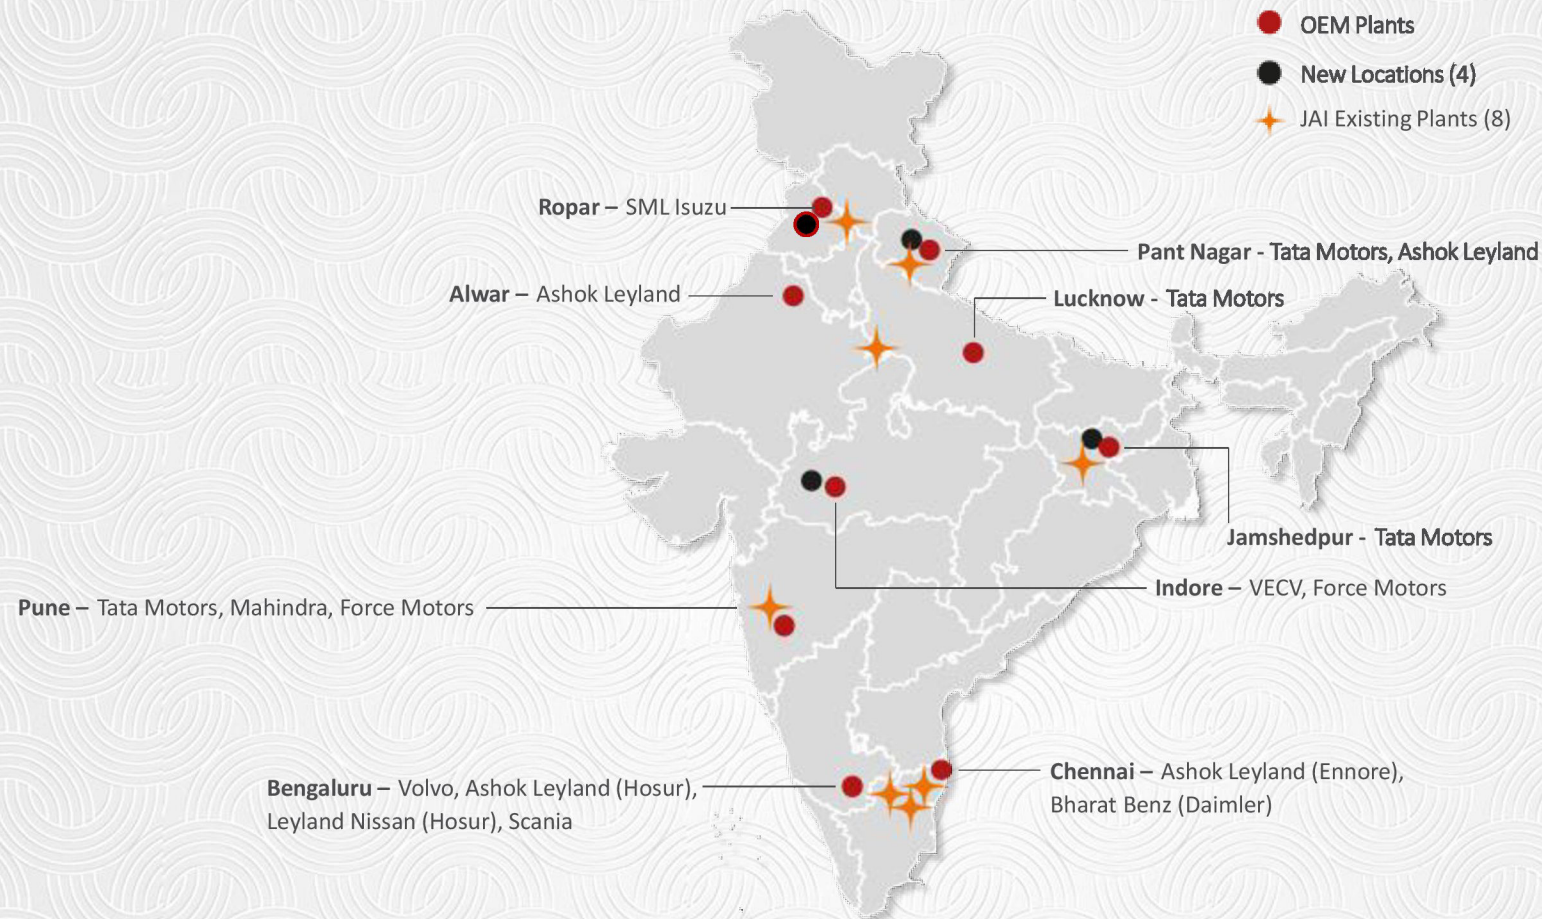 OEM Plants
New Locations (4)
JAI Existing Plants (8)
Ropar – SML Isuzu
Pant Nagar - Tata Motors, Ashok Leyland
Alwar – Ashok Leyland
Lucknow - Tata Motors
Jamshedpur - Tata Motors
Indore – VECV, Force Motors
Pune – Tata Motors, Mahindra, Force Motors
Chennai – Ashok Leyland (Ennore),
Bharat Benz (Daimler)
Bengaluru – Volvo, Ashok Leyland (Hosur),
Leyland Nissan (Hosur), Scania